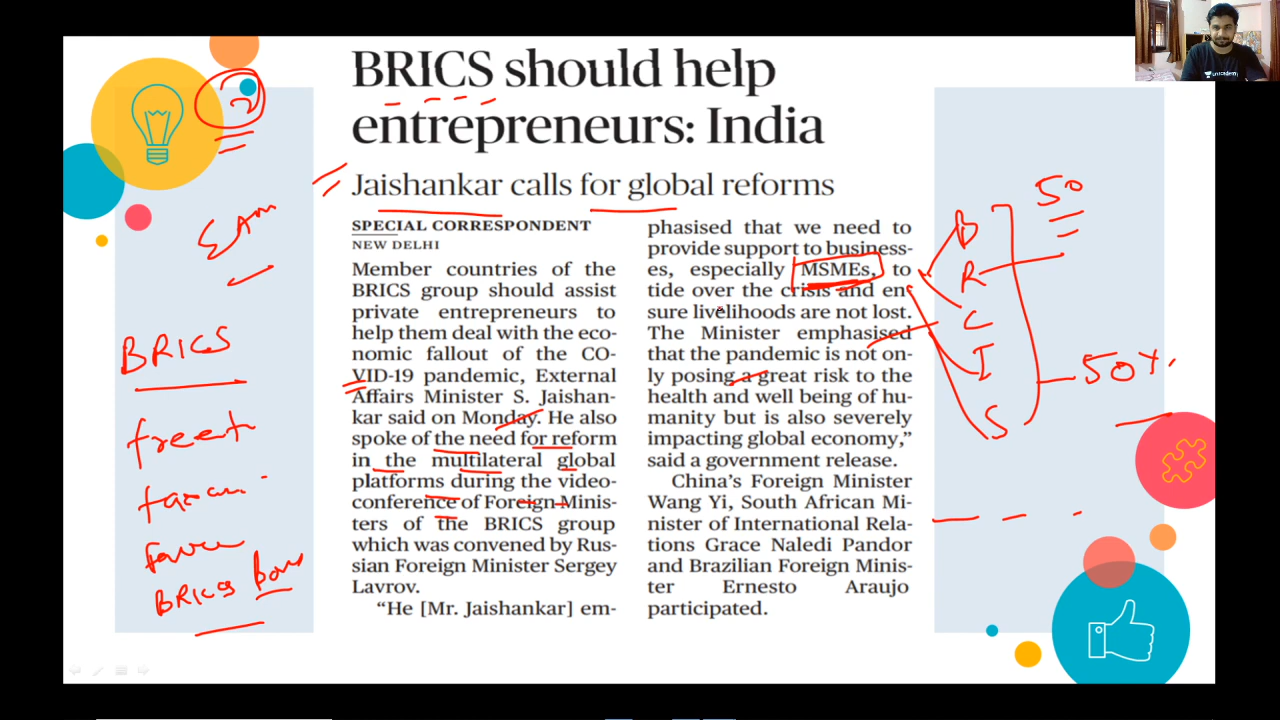 BRICS should help
entrepreneurs: India
Jaishankar calls for global reforms
SPECIAL CORRESPONDENT
NEW DELHI
Member countries of the
BRICS group should assist
private entrepreneurs to
help them deal with the eco-
nomic fallout of the CO-
VID-19 pandemic, External
Affairs Minister S. Jaishan-
kar said on Monday. He also
spoke of the need for reform
in the multilateral global
platforms during the video-
conference of Foreign Minis-
ters of the BRICS group
which was convened by Rus-
sian Foreign Minister Sergey
Lavrov.
“He [Mr. Jaishankar] em-
phasised that we need to
provide support to business-
es, especially MSMEs, to
tide over the crisis and en-
sure livelihoods are not lost.
The Minister emphasised
that the pandemic is not on-
ly posing a great risk to the
health and well being of hu-
manity but is also severely
impacting global economy,”
said a government release.
China’s Foreign Minister
Wang Yi, South African Mi-
nister of International Rela-
tions Grace Naledi Pandor
and Brazilian Foreign Minis-
ter Ernesto Araujo
participated.
2
EAM
BRICS
BRICS
B
R
C
I
S
50
50%